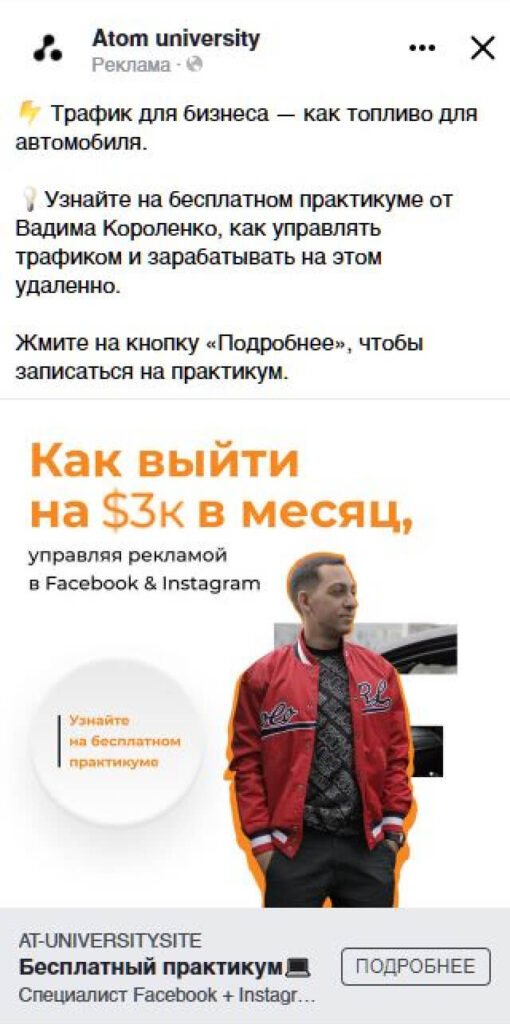 Atom university
Реклама ·
⚡ Трафик для бизнеса — как топливо для
автомобиля.
💡Узнайте на бесплатном практикуме от
Вадима Короленко, как управлять
трафиком и зарабатывать на этом
удаленно.
Жмите на кнопку «Подробнее», чтобы
записаться на практикум.
Как выйти
на $3к в месяц,
управляя рекламой
в Facebook & Instagram
Узнайте
на бесплатном
практикуме
AT-UNIVERSITYSITE
Бесплатный практикум💻
Специалист Facebook + Instagr...
ПОДРОБНЕЕ